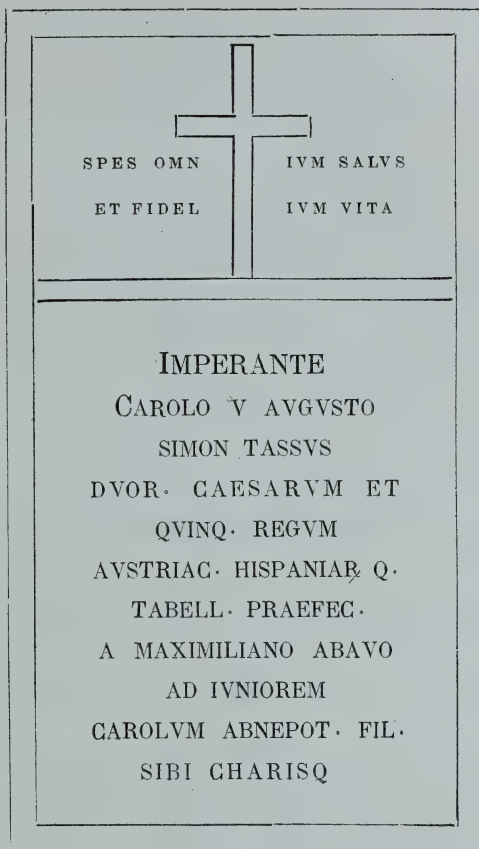 SPES OMN IVM SALVS
ET FIDEL IVM VITA
IMPERANTE
CAROLO V AVGVSTO
SIMON TASSVS
DVOR· CAESARVM ET
QVINQ· REGVM
AVSTRIAC· HISPANIAR Q·
TABELL· PRAEFEC·
A MAXIMILIANO ABAVO
AD IVNIOREM
CAROLVM ABNEPOT· FIL·
SIBI CHARISQ